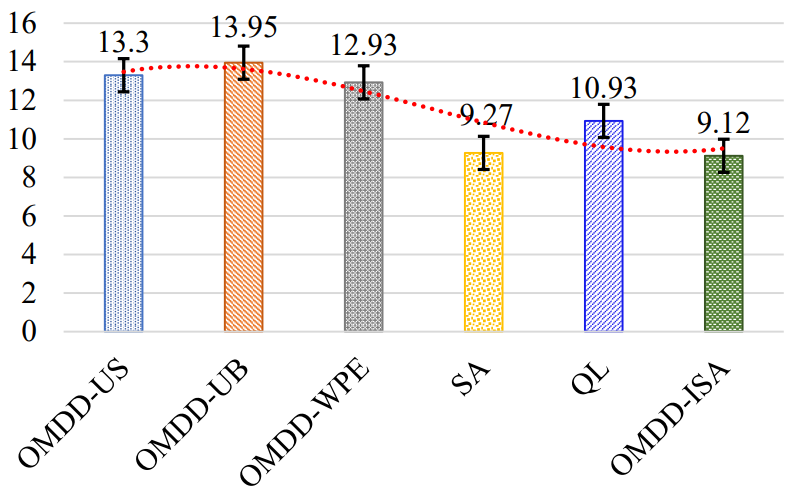 16
14
12
10
8
6
4
2
0
13.3
13.95
12.93
9.27
10.93
9.12
OMDD-US
OMDD-UB
OMDD-WPE
SA
QL
OMDD-ISA